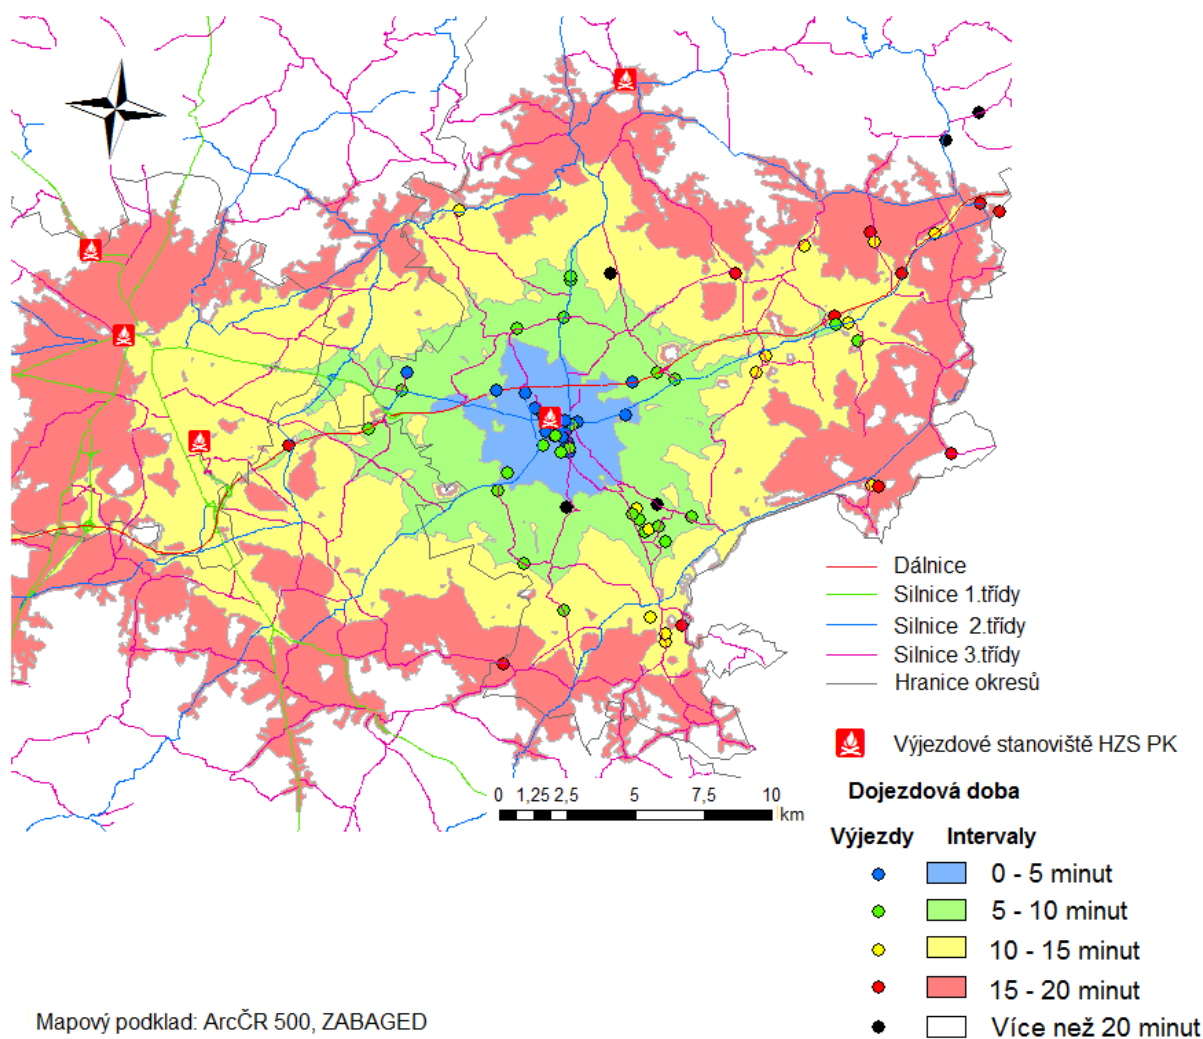 Dálnice
Silnice 1.třídy
Silnice 2.třídy
Silnice 3.třídy
Hranice okresů
Výjezdové stanoviště HZS PK
0 1,25 2,5 5 7,5 10
km
Dojezdová doba
Výjezdy Intervaly
0 - 5 minut
5 - 10 minut
10 - 15 minut
15 - 20 minut
Více než 20 minut
Mapový podklad: ArcČR 500, ZABAGED